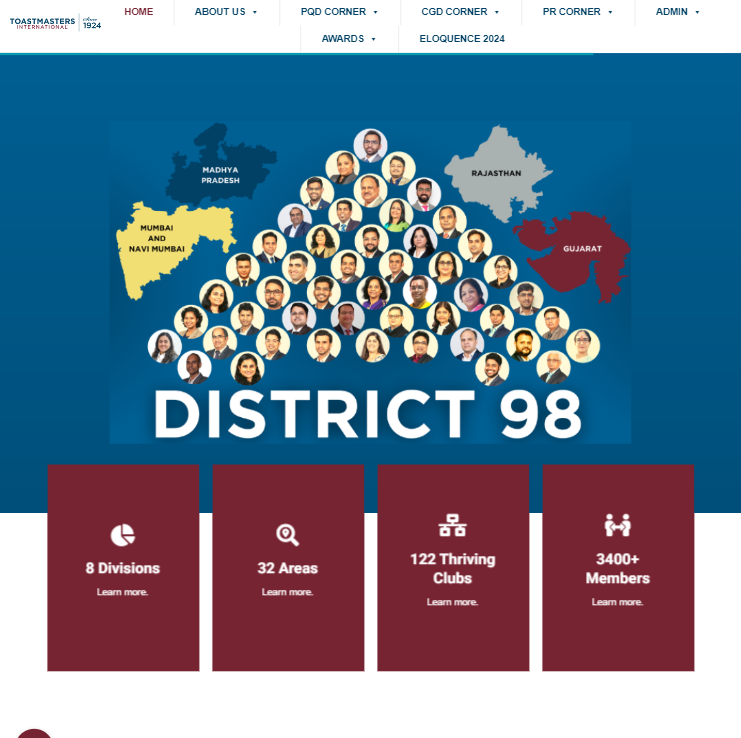 TOASTMASTERS
INTERNATIONAL
Since
1924
HOME
ABOUT US
PQD CORNER
CGD CORNER
PR CORNER
ADMIN
AWARDS
ELOQUENCE 2024
MADHYA
PRADESH
RAJASTHAN
MUMBAI
AND
NAVI MUMBAI
GUJARAT
DISTRICT 98
8 Divisions
Learn more.
32 Areas
Learn more.
122 Thriving
Clubs
Learn more.
3400+
Members
Learn more.